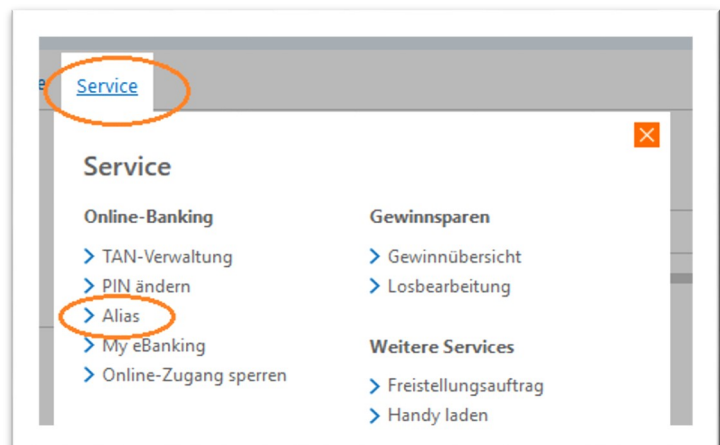 e
Service
Service
Online-Banking
TAN-Verwaltung
PIN ändern
Alias
My eBanking
Online-Zugang sperren
Gewinnsparen
Gewinnübersicht
Losbearbeitung
Weitere Services
Freistellungsauftrag
Handy laden